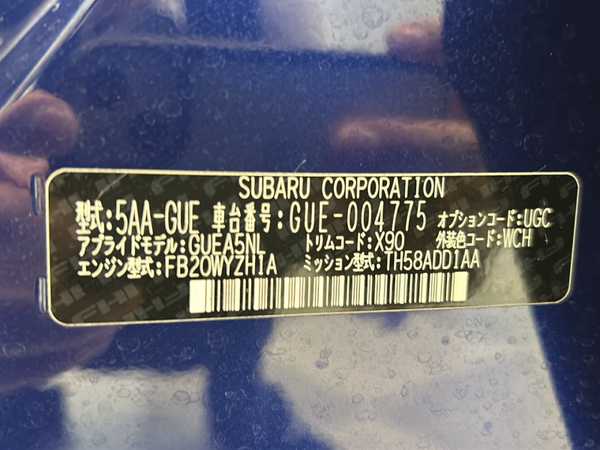 SUBARU CORPORATION
型式:5AA-GUE 車台番号:GUE-004775 オプションコード:UGC
アプライドモデル:GUEA5NL トリムコード:X90 外装色コード:WCH
エンジン型式:FB20WYZHIA ミッション型式:TH58ADD1AA